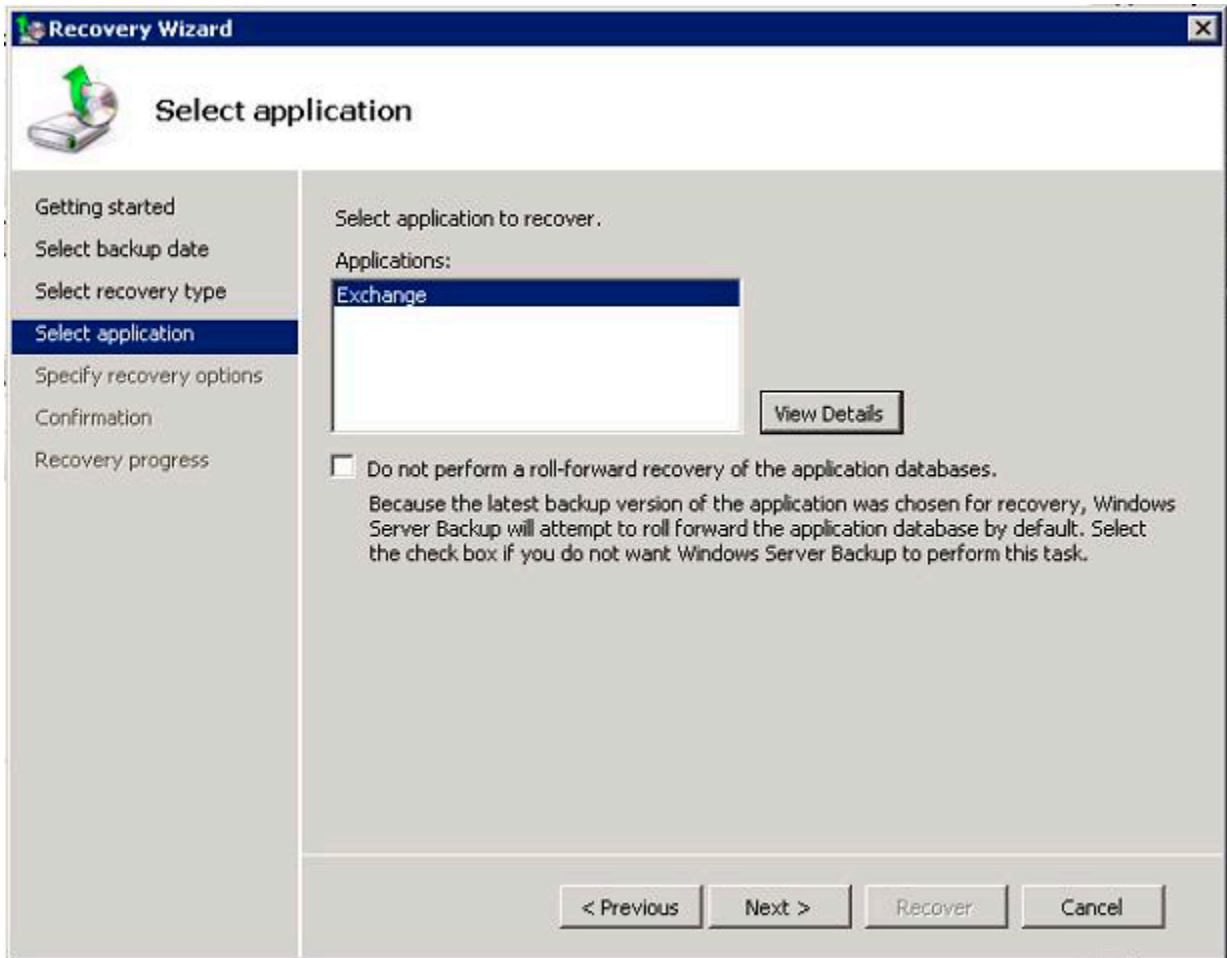 Recovery Wizard
Select application
Getting started
Select backup date
Select recovery type
Select application
Specify recovery options
Confirmation
Recovery progress
Select application to recover.
Applications:
Exchange
View Details
Do not perform a roll-forward recovery of the application databases.
Because the latest backup version of the application was chosen for recovery, Windows
Server Backup will attempt to roll forward the application database by default. Select
the check box if you do not want Windows Server Backup to perform this task.
< Previous
Next >
Recover
Cancel